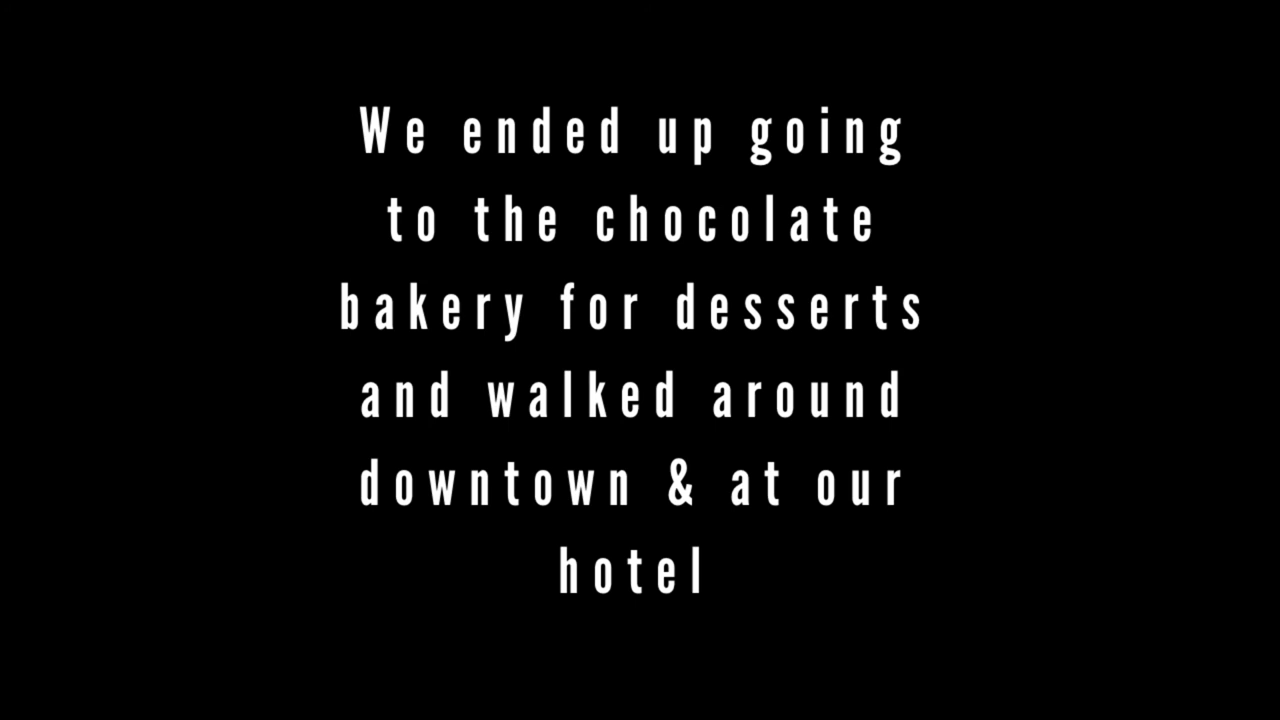 We ended up going
to the chocolate
bakery for desserts
and walked around
downtown & at our
hotel